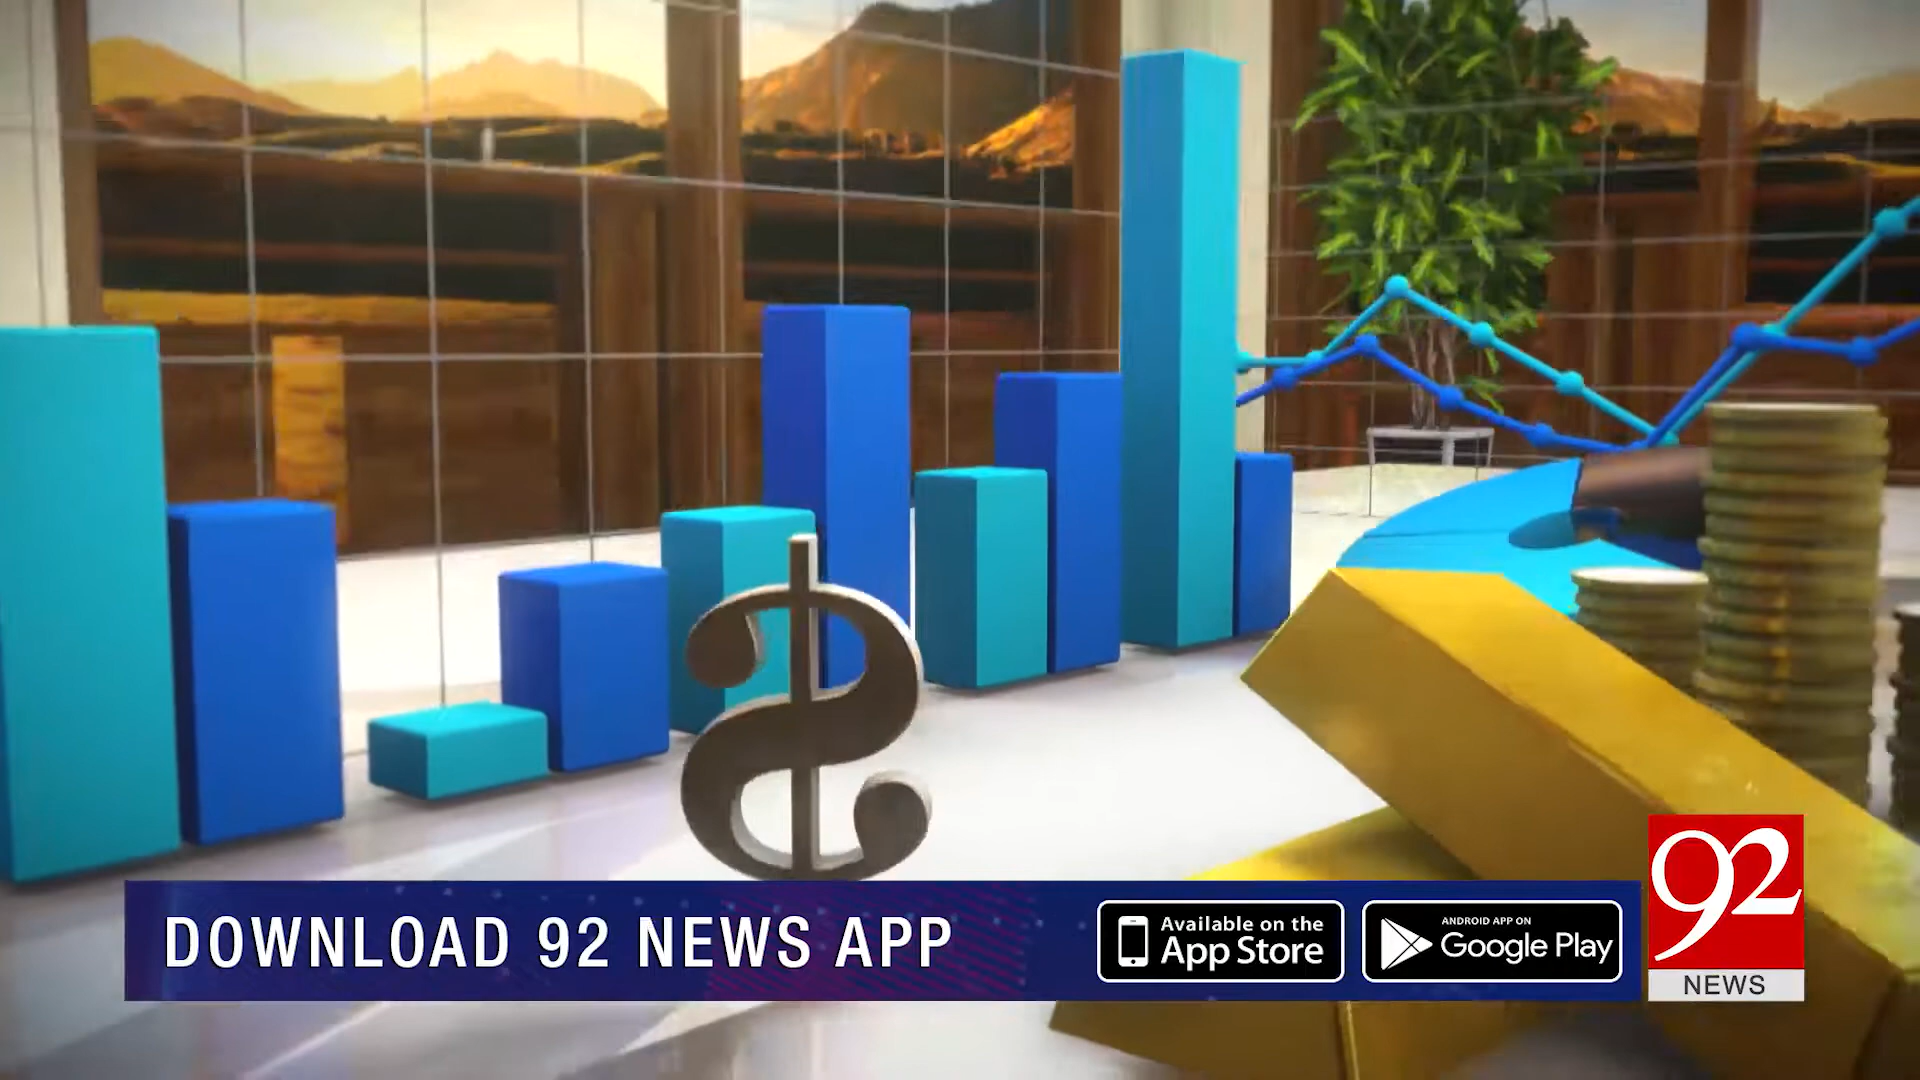 DOWNLOAD 92 NEWS APP
Available on the
App Store
ANDROID APP ON
Google Play
92
NEWS
$